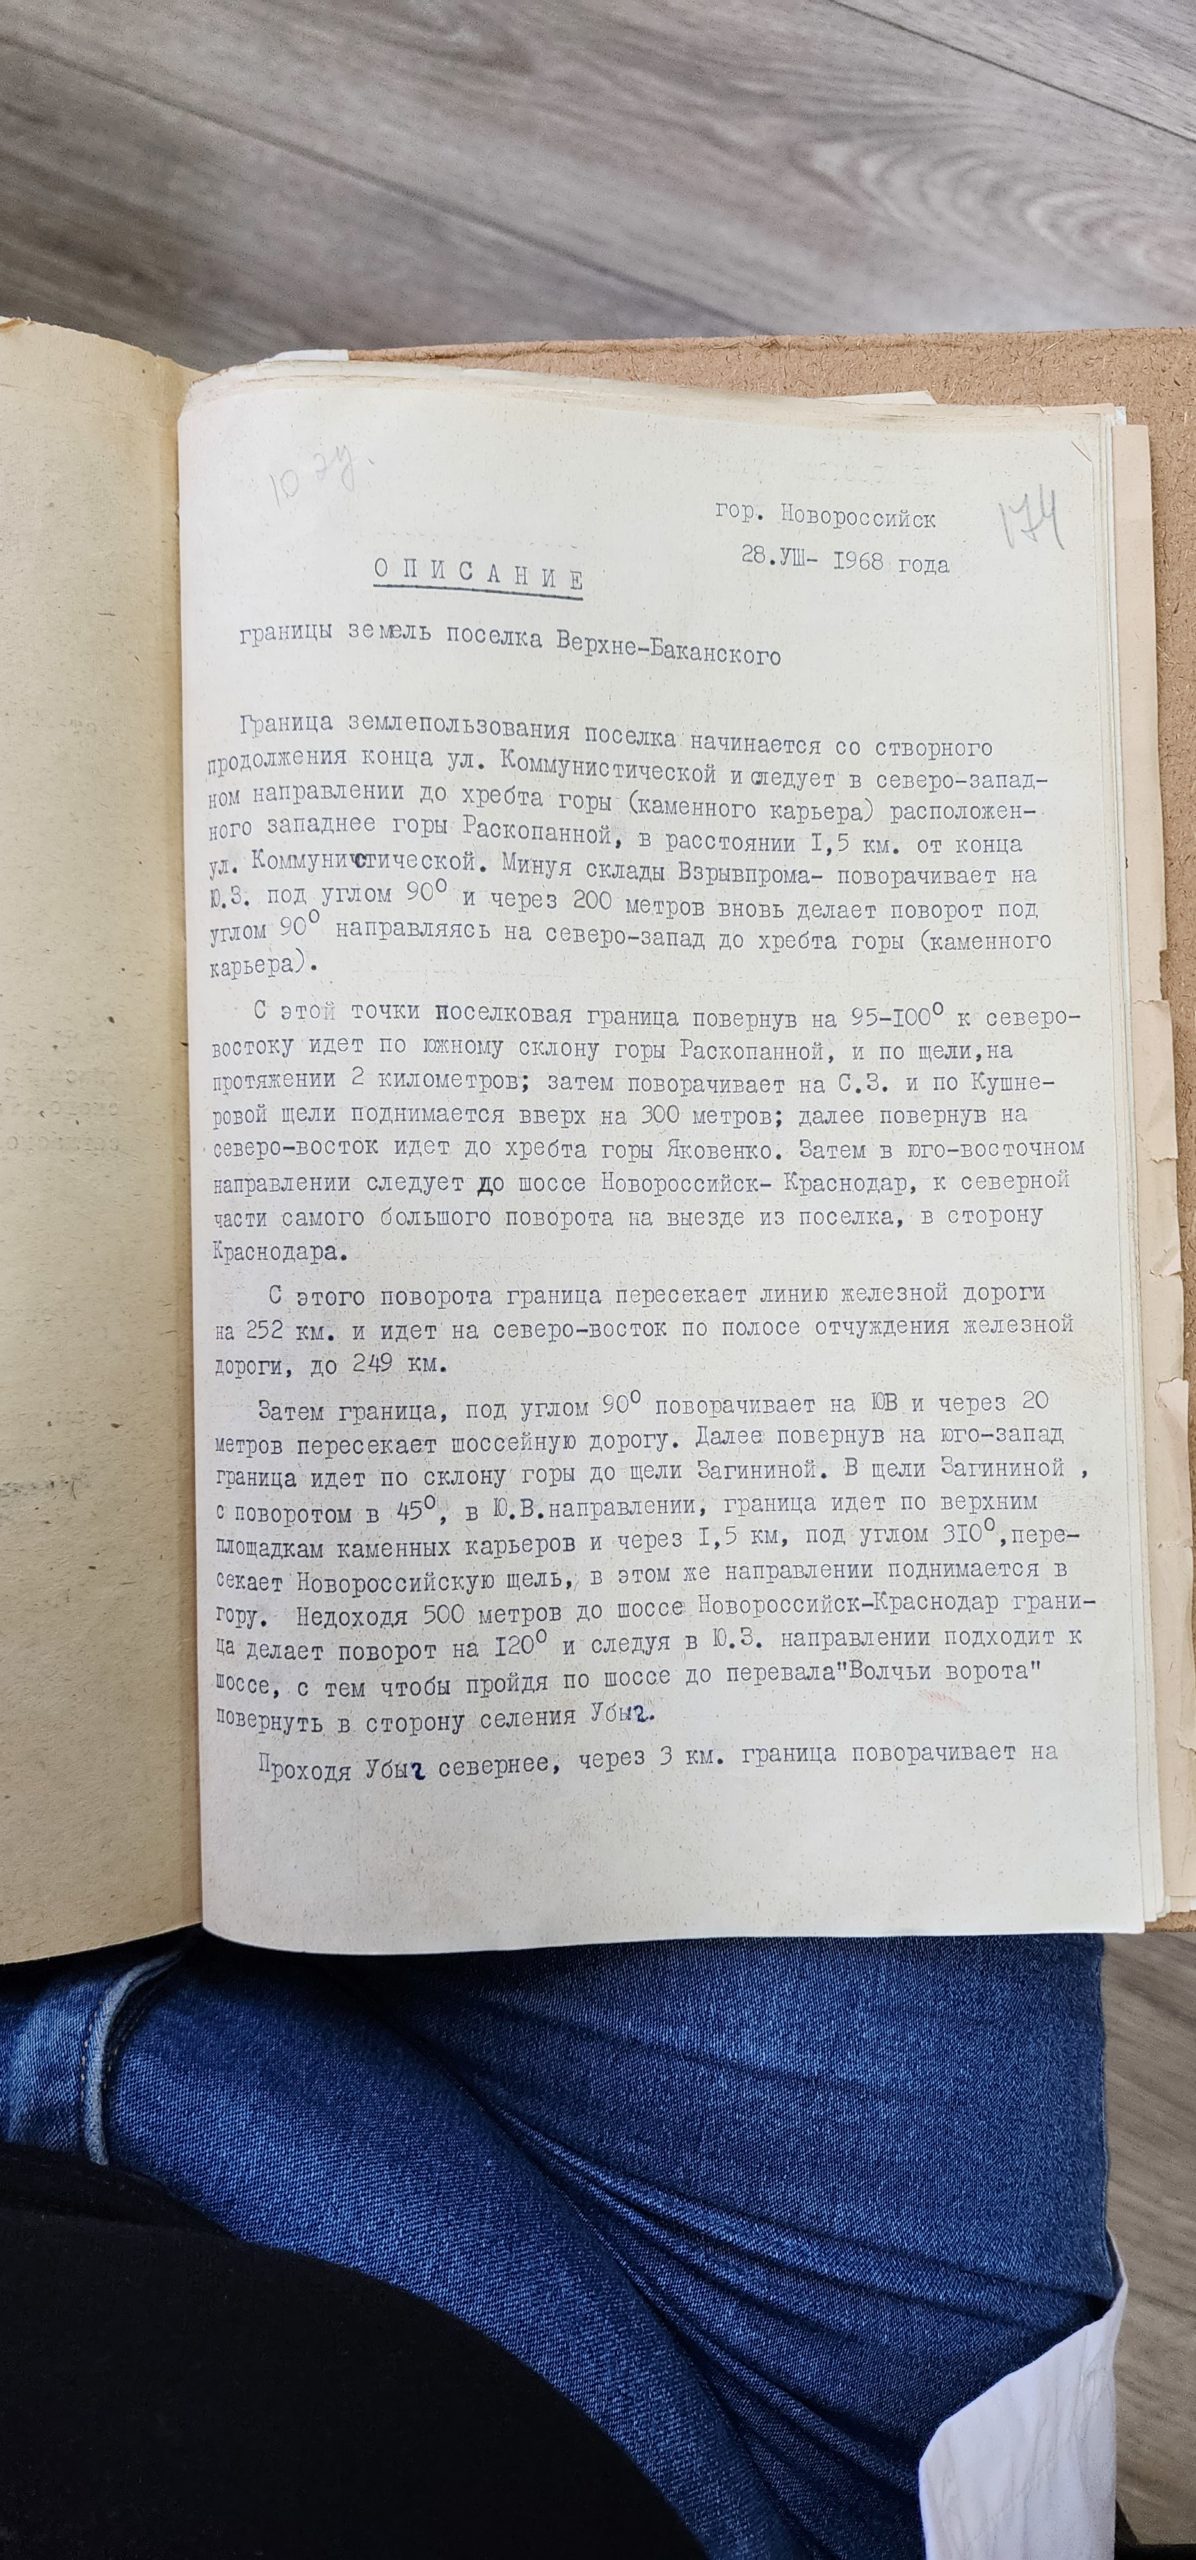 10 эу.
174
гор. Новороссийск
28.УШ- 1968 года
О П И С А Н И Е
границы земель поселка Верхне-Баканского
Граница землепользования поселка начинается со створного
продолжения конца ул. Коммунистической и следует в северо-запад-
ном направлении до хребта горы (каменного карьера) расположен-
ного западнее горы Раскопанной, в расстоянии I,5 км. от конца
ул. Коммунистической. Минуя склады Взрывпрома- поворачивает на
Ю.З. под углом 90° и через 200 метров вновь делает поворот под
углом 90° направляясь на северо-запад до хребта горы (каменного
карьера).
С этой точки поселковая граница повернув на 95-I00° к северо-
востоку идет по южному склону горы Раскопанной, и по щели,на
протяжении 2 километров; затем поворачивает на С.З. и по Кушне-
ровой щели поднимается вверх на 300 метров; далее повернув на
северо-восток идет до хребта горы Яковенко. Затем в юго-восточном
направлении следует до шоссе Новороссийск- Краснодар, к северной
части самого большого поворота на выезде из поселка, в сторону
Краснодара.
С этого поворота граница пересекает линию железной дороги
на 252 км. и идет на северо-восток по полосе отчуждения железной
дороги, до 249 км.
Затем граница, под углом 90° поворачивает на ЮВ и через 20
метров пересекает шоссейную дорогу. Далее повернув на юго-запад
граница идет по склону горы до щели Загининой. В щели Загининой ,
с поворотом в 45°, в Ю.В.направлении, граница идет по верхним
площадкам каменных карьеров и через I,5 км, под углом 3I0°,пере-
секает Новороссийскую щель, в этом же направлении поднимается в
гору. Недоходя 500 метров до шоссе Новороссийск-Краснодар грани-
ца делает поворот на I20° и следуя в Ю.З. направлении подходит к
шоссе, с тем чтобы пройдя по шоссе до перевала"Волчьи ворота"
повернуть в сторону селения Убыг.
Проходя Убыг севернее, через 3 км. граница поворачивает на